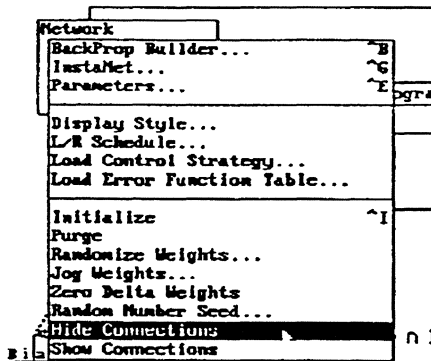 Network
BackProp Builder... ^B
InstaNet... ^G
Parameters... ^E
ogra
Display Style...
L/R Schedule...
Load Control Strategy...
Load Error Function Table...
Initialize ^I
Purge
Randomize Weights...
Jog Weights...
Zero Delta Weights
Random Number Seed...
Hide Connections
Show Connections